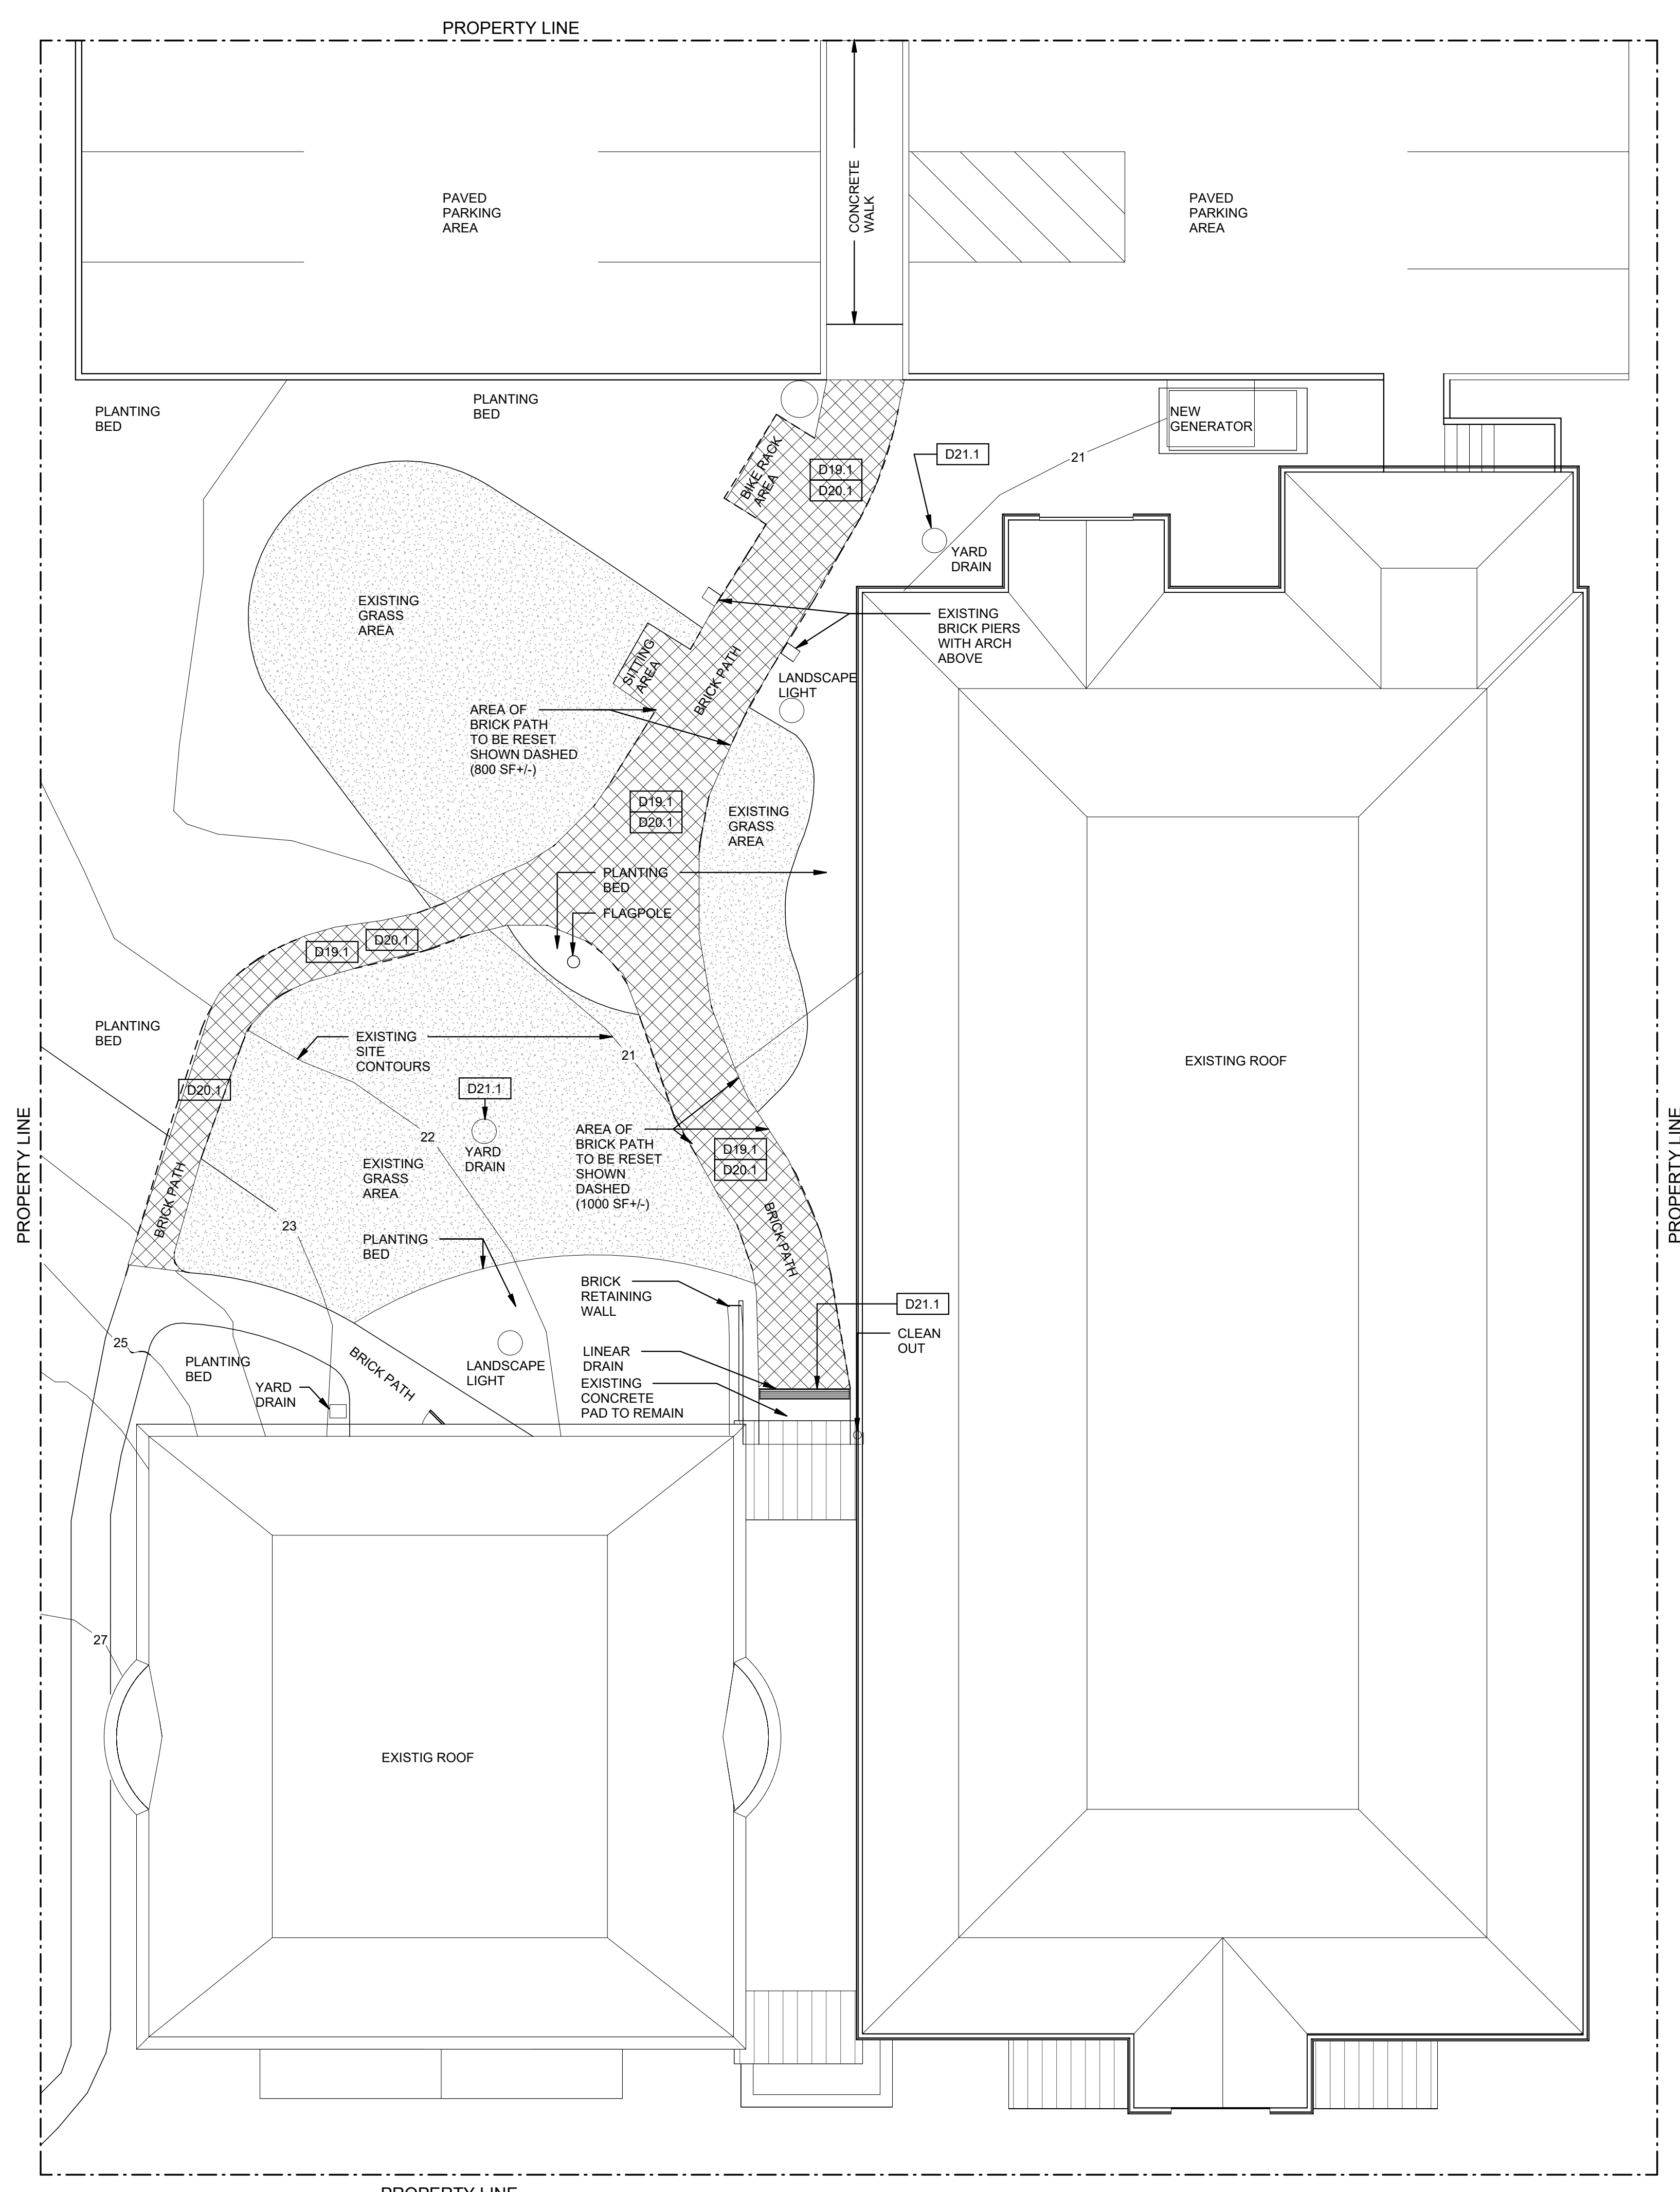 PROPERTY LINE
CONCRETE
WALK
PAVED
PARKING
AREA
PAVED
PARKING
AREA
PLANTING
BED
PLANTING
BED
NEW
GENERATOR
BIKE RACK
AREA
D19.1
D20.1
D21.1
21
YARD
DRAIN
EXISTING
GRASS
AREA
EXISTING
BRICK PIERS
WITH ARCH
ABOVE
SITTING
AREA
BRICK PATH
LANDSCAPE
LIGHT
AREA OF
BRICK PATH
TO BE RESET
SHOWN DASHED
(800 SF+/-)
D19.1
D20.1
EXISTING
GRASS
AREA
PLANTING
BED
FLAGPOLE
D19.1
D20.1
PLANTING
BED
EXISTING
SITE
CONTOURS
21
EXISTING ROOF
D20.1
D21.1
YARD
DRAIN
22
AREA OF
BRICK PATH
TO BE RESET
SHOWN
DASHED
(1000 SF+/-)
D19.1
D20.1
PROPERTY LINE
PROPERTY LINE
EXISTING
GRASS
AREA
BRICK PATH
23
PLANTING
BED
BRICK PATH
BRICK
RETAINING
WALL
D21.1
CLEAN
OUT
25
PLANTING
BED
BRICK PATH
LANDSCAPE
LIGHT
LINEAR
DRAIN
EXISTING
CONCRETE
PAD TO REMAIN
YARD
DRAIN
27
EXISTIG ROOF
PROPERTY LINE